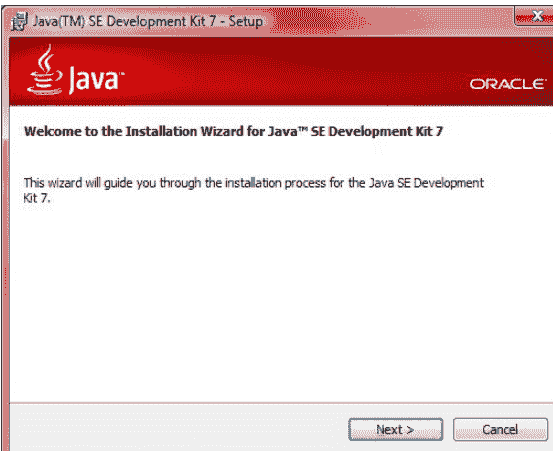 Java(TM) SE Development Kit 7 - Setup
Java™
ORACLE
Welcome to the Installation Wizard for Java™ SE Development Kit 7
This wizard will guide you through the installation process for the Java SE Development
Kit 7.
Next >
Cancel